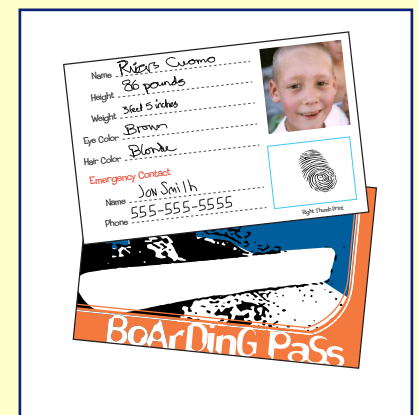 Name Rivers Cuomo
Height 86 pounds
Weight 3feet 5 inches
Eye Color Brown
Hair Color Blonde
Emergency Contact
Name Jon Smith
Phone 555-555-5555
Right Thumb Print
BoArDinG PaSs